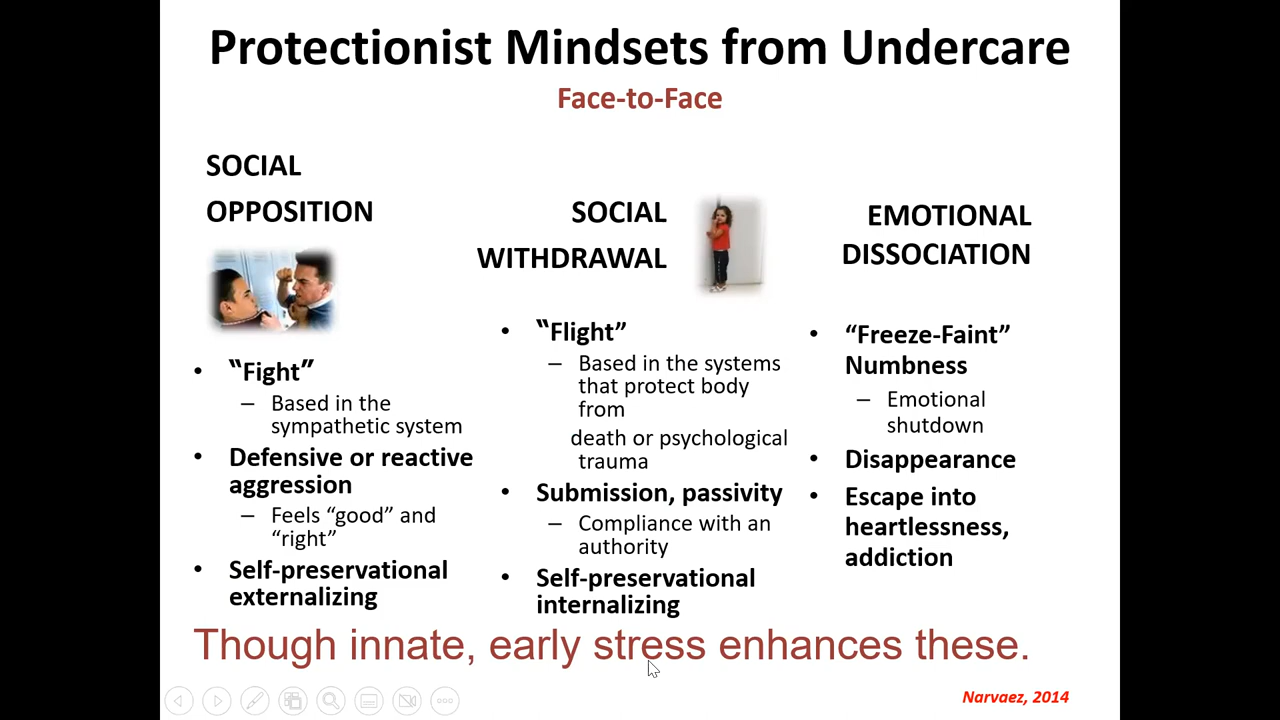 Protectionist Mindsets from Undercare
Face-to-Face
SOCIAL
OPPOSITION
• “Fight”
– Based in the
sympathetic system
• Defensive or reactive
aggression
– Feels “good” and
“right”
• Self-preservational
externalizing
SOCIAL
WITHDRAWAL
• “Flight”
– Based in the systems
that protect body
from
death or psychological
trauma
• Submission, passivity
– Compliance with an
authority
• Self-preservational
internalizing
EMOTIONAL
DISSOCIATION
• “Freeze-Faint”
Numbness
– Emotional
shutdown
• Disappearance
• Escape into
heartlessness,
addiction
Though innate, early stress enhances these.
Narvaez, 2014